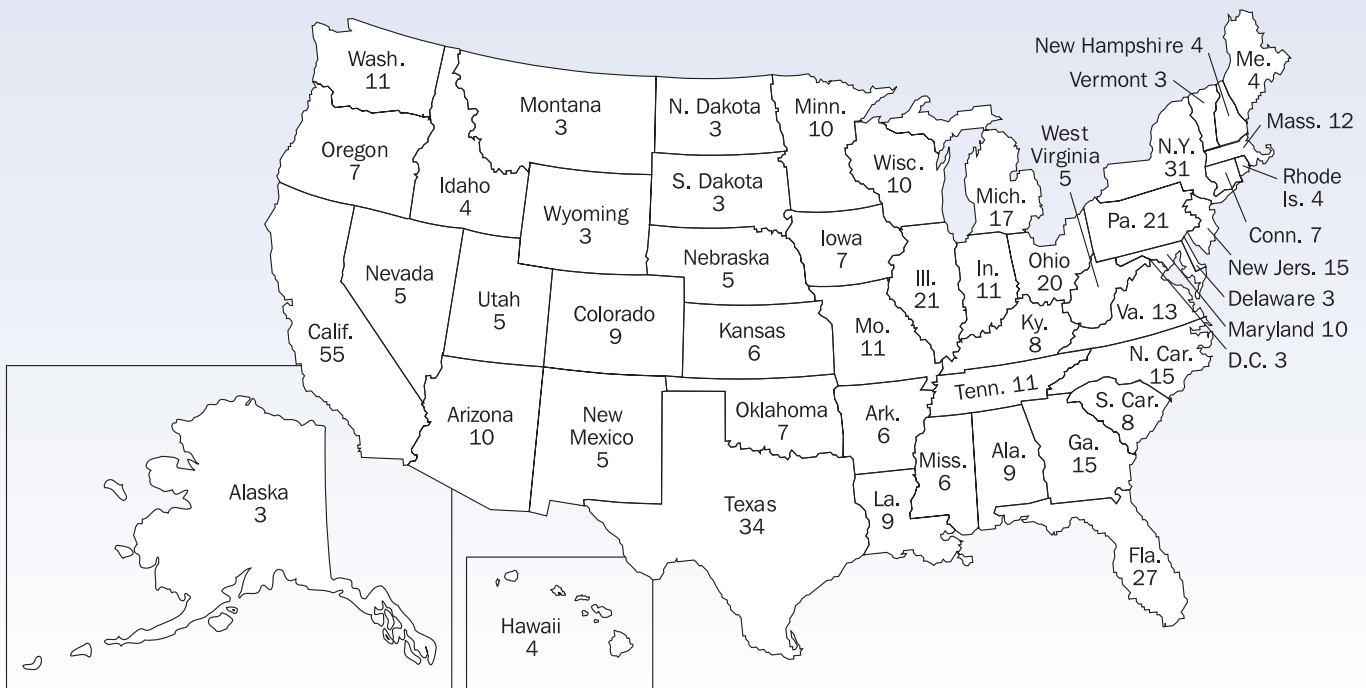 Wash.
11
Oregon
7
Calif.
55
Nevada
5
Idaho
4
Montana
3
Wyoming
3
Utah
5
Colorado
9
Arizona
10
New
Mexico
5
N. Dakota
3
S. Dakota
3
Nebraska
5
Kansas
6
Oklahoma
7
Texas
34
Minn.
10
Iowa
7
Mo.
11
Ark.
6
La.
9
Wisc.
10
Ill.
21
Mich.
17
In.
11
Ohio
20
Ky.
8
Tenn. 11
Miss.
6
Ala.
9
Ga.
15
Fla.
27
S. Car.
8
N. Car.
15
Va. 13
West
Virginia
5
Pa. 21
N.Y.
31
Vermont 3
New Hampshire 4
Me.
4
Mass. 12
Rhode
Is. 4
Conn. 7
New Jers. 15
Delaware 3
Maryland 10
D.C. 3
Alaska
3
Hawaii
4